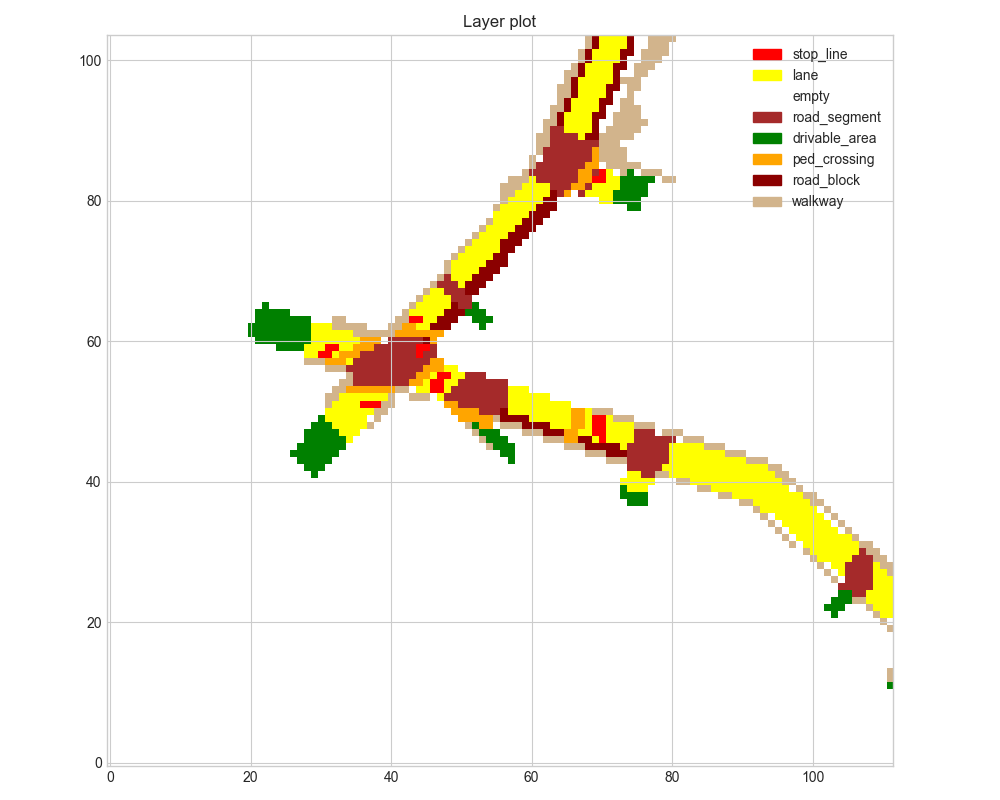 Layer plot
stop_line
lane
empty
road_segment
drivable_area
ped_crossing
road_block
walkway
100
80
60
40
20
0
0 20 40 60 80 100